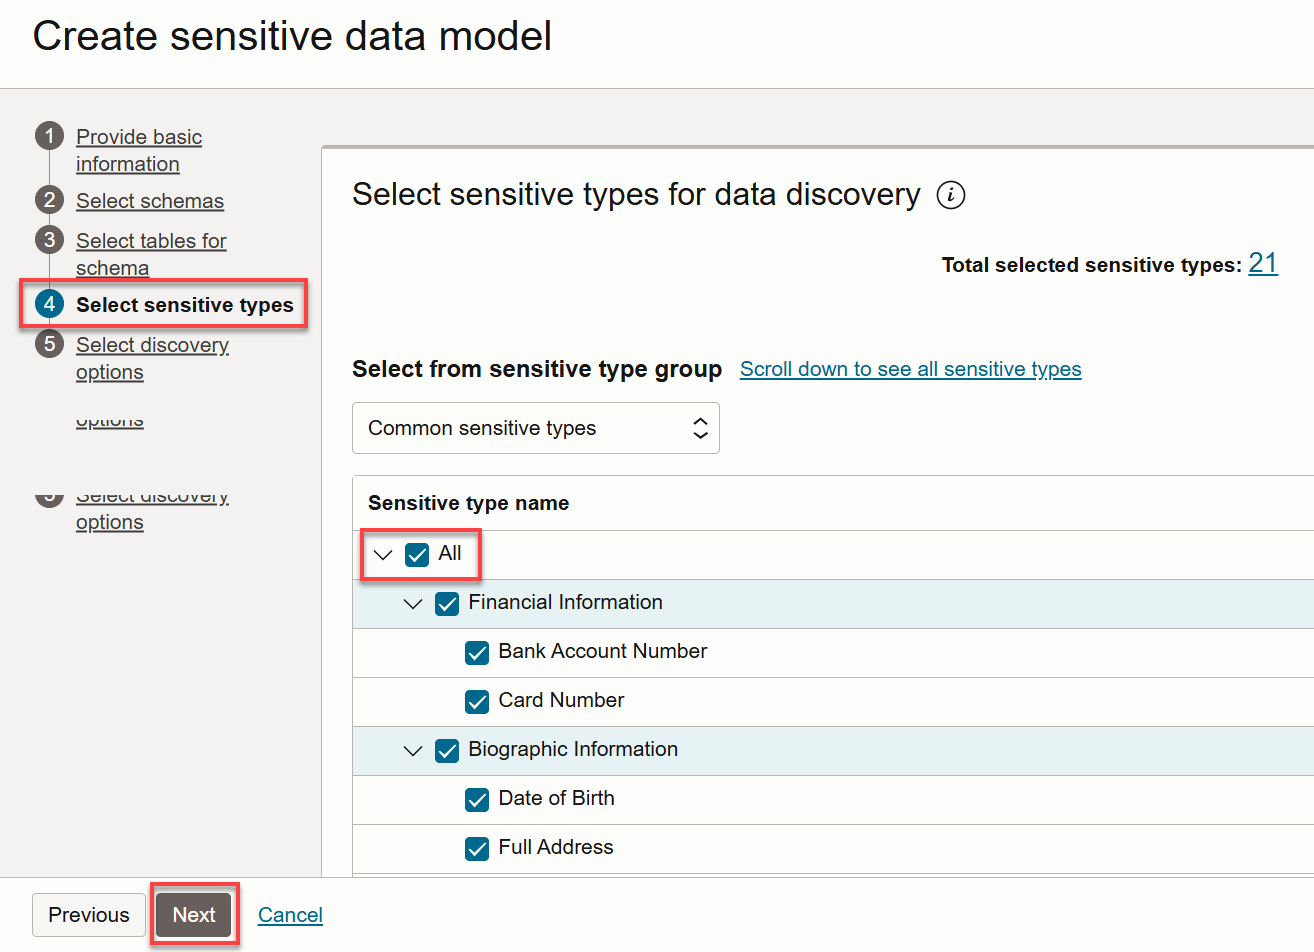 Create sensitive data model
1 Provide basic
information
2 Select schemas
3 Select tables for
schema
4 Select sensitive types
5 Select discovery
options
options
5 Select discovery
options
Select sensitive types for data discovery i
Total selected sensitive types: 21
Select from sensitive type group Scroll down to see all sensitive types
Common sensitive types
Sensitive type name
All
Financial Information
Bank Account Number
Card Number
Biographic Information
Date of Birth
Full Address
Previous Next Cancel